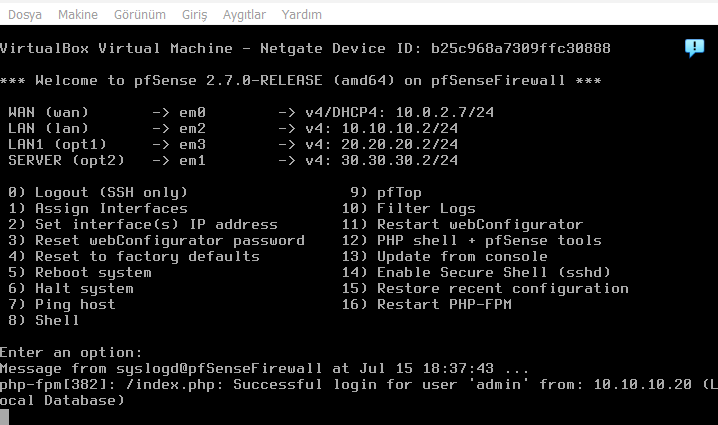 Dosya Makine Görünüm Giriş Aygıtlar Yardım
VirtualBox Virtual Machine - Netgate Device ID: b25c968a7309ffc30888
*** Welcome to pfSense 2.7.0-RELEASE (amd64) on pfSenseFirewall ***
WAN (wan) -> em0 -> v4/DHCP4: 10.0.2.7/24
LAN (lan) -> em2 -> v4: 10.10.10.2/24
LAN1 (opt1) -> em3 -> v4: 20.20.20.2/24
SERVER (opt2) -> em1 -> v4: 30.30.30.2/24
0) Logout (SSH only) 9) pfTop
1) Assign Interfaces 10) Filter Logs
2) Set interface(s) IP address 11) Restart webConfigurator
3) Reset webConfigurator password 12) PHP shell + pfSense tools
4) Reset to factory defaults 13) Update from console
5) Reboot system 14) Enable Secure Shell (sshd)
6) Halt system 15) Restore recent configuration
7) Ping host 16) Restart PHP-FPM
8) Shell
Enter an option:
Message from syslogd@pfSenseFirewall at Jul 15 18:37:43 ...
php-fpm[382]: /index.php: Successful login for user 'admin' from: 10.10.10.20 (L
ocal Database)